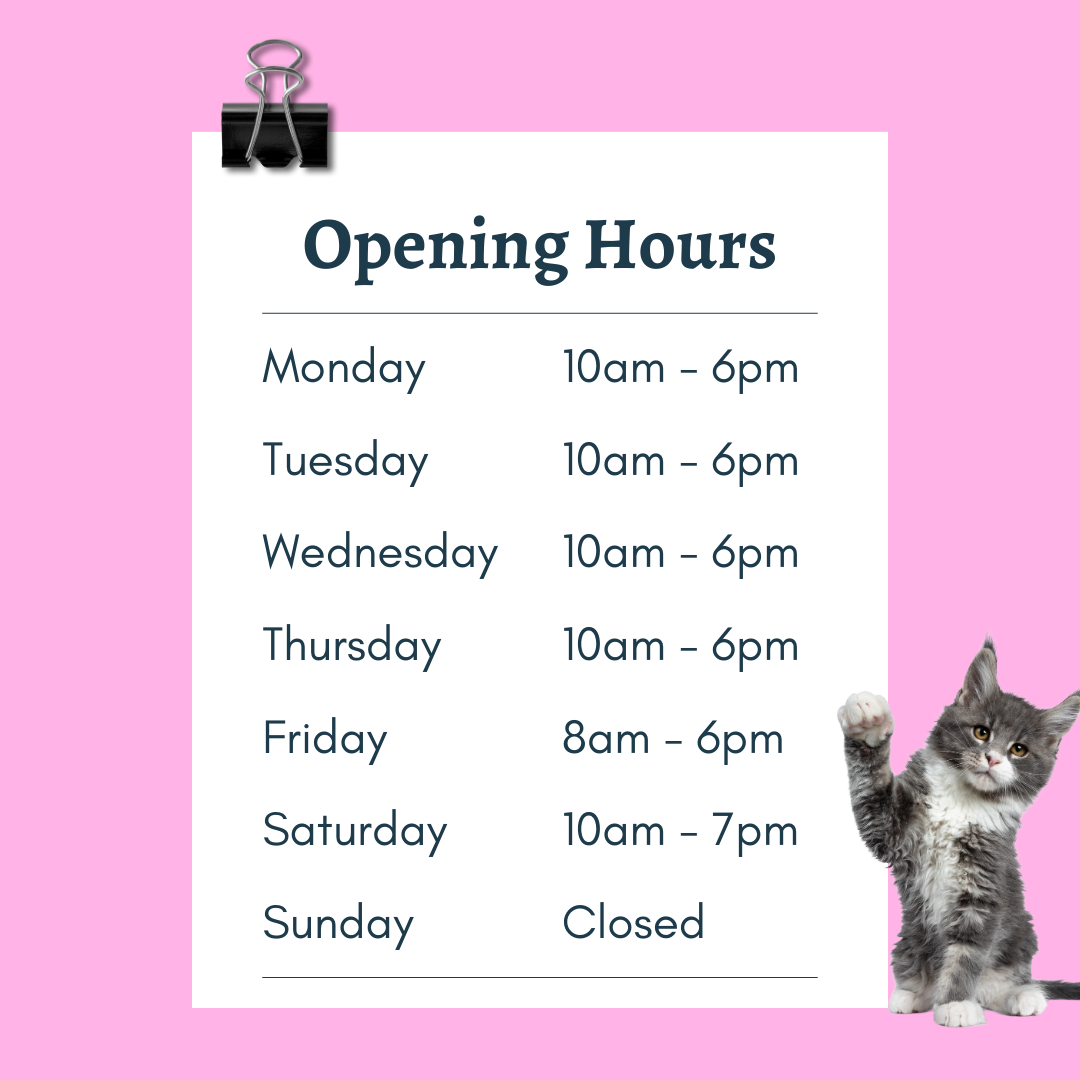 Opening Hours
Monday 10am - 6pm
Tuesday 10am - 6pm
Wednesday 10am - 6pm
Thursday 10am - 6pm
Friday 8am - 6pm
Saturday 10am - 7pm
Sunday Closed